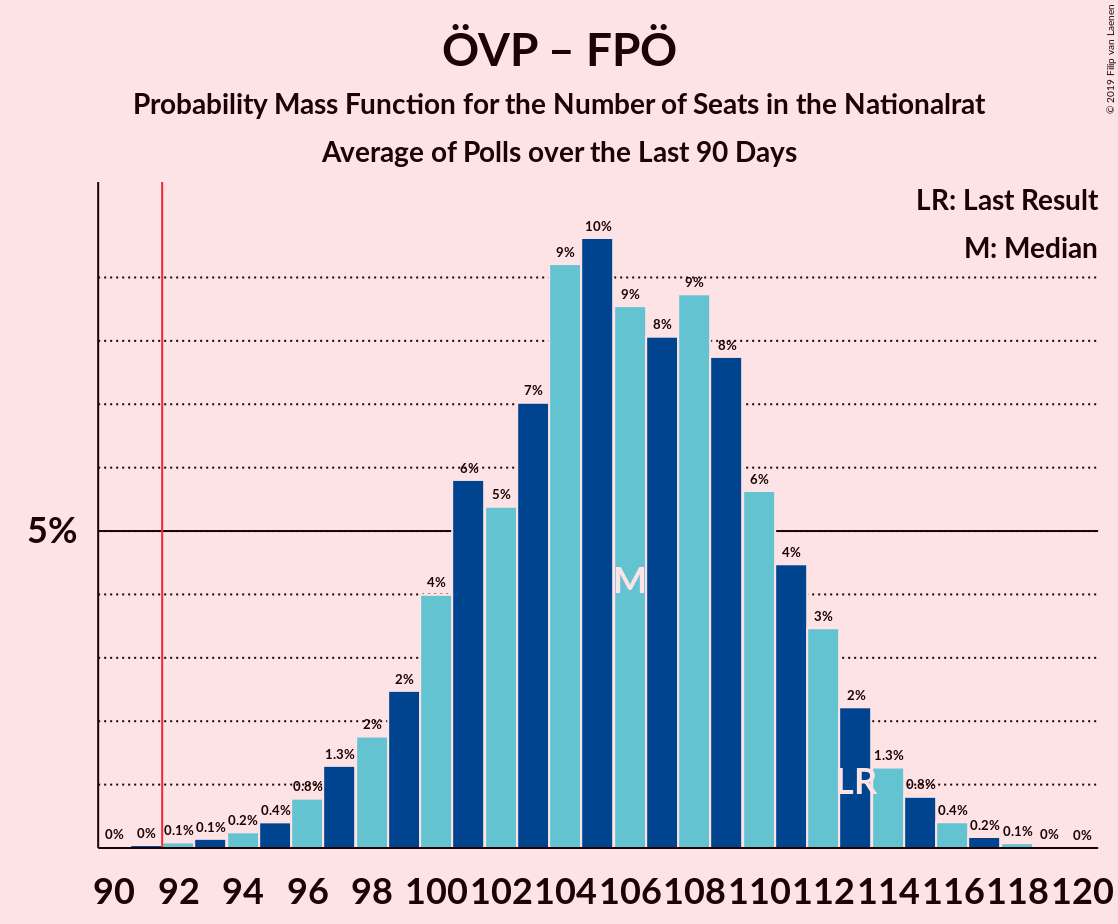 ÖVP – FPÖ
Probability Mass Function for the Number of Seats in the Nationalrat
Average of Polls over the Last 90 Days
© 2019 Filip van Laenen
LR: Last Result
M: Median
5%
0% 0% 0.1% 0.1% 0.2% 0.4% 0.8% 1.3% 2% 2% 4% 6% 5% 7% 9% 10% 9% 8% 9% 8% 6% 4% 3% 2% 1.3% 0.8% 0.4% 0.2% 0.1% 0% 0%
M
LR
90 92 94 96 98 100 102 104 106 108 110 112 114 116 118 120